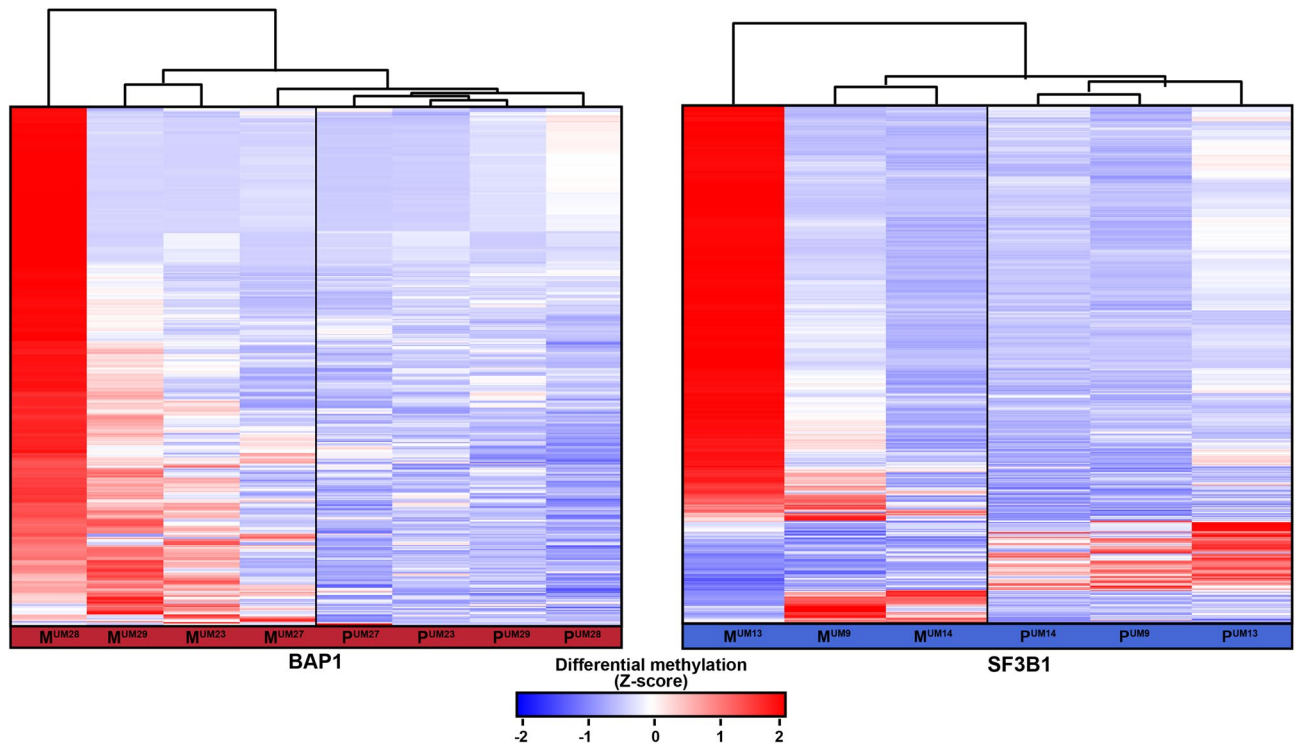 M^UM28 M^UM29 M^UM23 M^UM27 P^UM27 P^UM23 P^UM29 P^UM28
BAP1
M^UM13 M^UM9 M^UM14 P^UM14 P^UM9 P^UM13
SF3B1
Differential methylation
(Z-score)
-2 -1 0 1 2